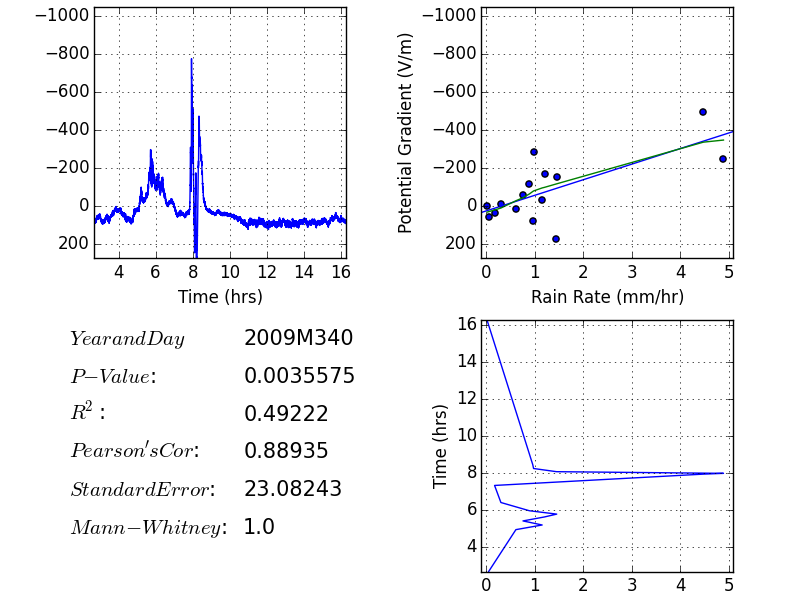 −1000
−800
−600
−400
−200
0
200
4 6 8 10 12 14 16
Time (hrs)
Potential Gradient (V/m)
−1000
−800
−600
−400
−200
0
200
0 1 2 3 4 5
Rain Rate (mm/hr)
YearandDay 2009M340
P−Value: 0.0035575
R²: 0.49222
Pearson'sCor: 0.88935
StandardError: 23.08243
Mann−Whitney: 1.0
Time (hrs)
16
14
12
10
8
6
4
0 1 2 3 4 5